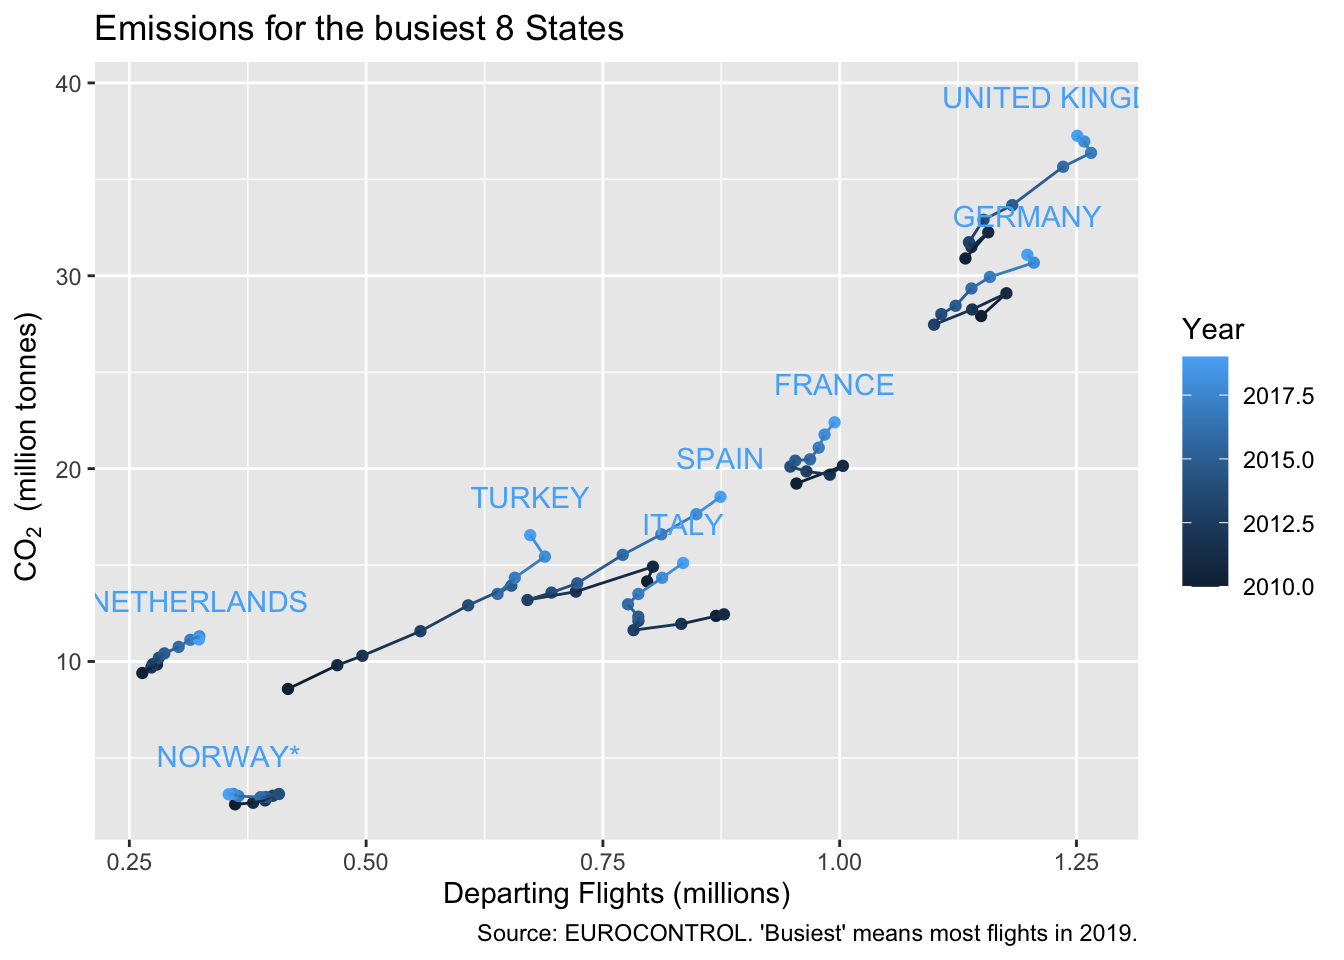 Emissions for the busiest 8 States
40
30
20
10
CO₂ (million tonnes)
UNITED KINGD
GERMANY
FRANCE
SPAIN
TURKEY
ITALY
NETHERLANDS
NORWAY*
0.25 0.50 0.75 1.00 1.25
Departing Flights (millions)
Year
2017.5
2015.0
2012.5
2010.0
Source: EUROCONTROL. 'Busiest' means most flights in 2019.